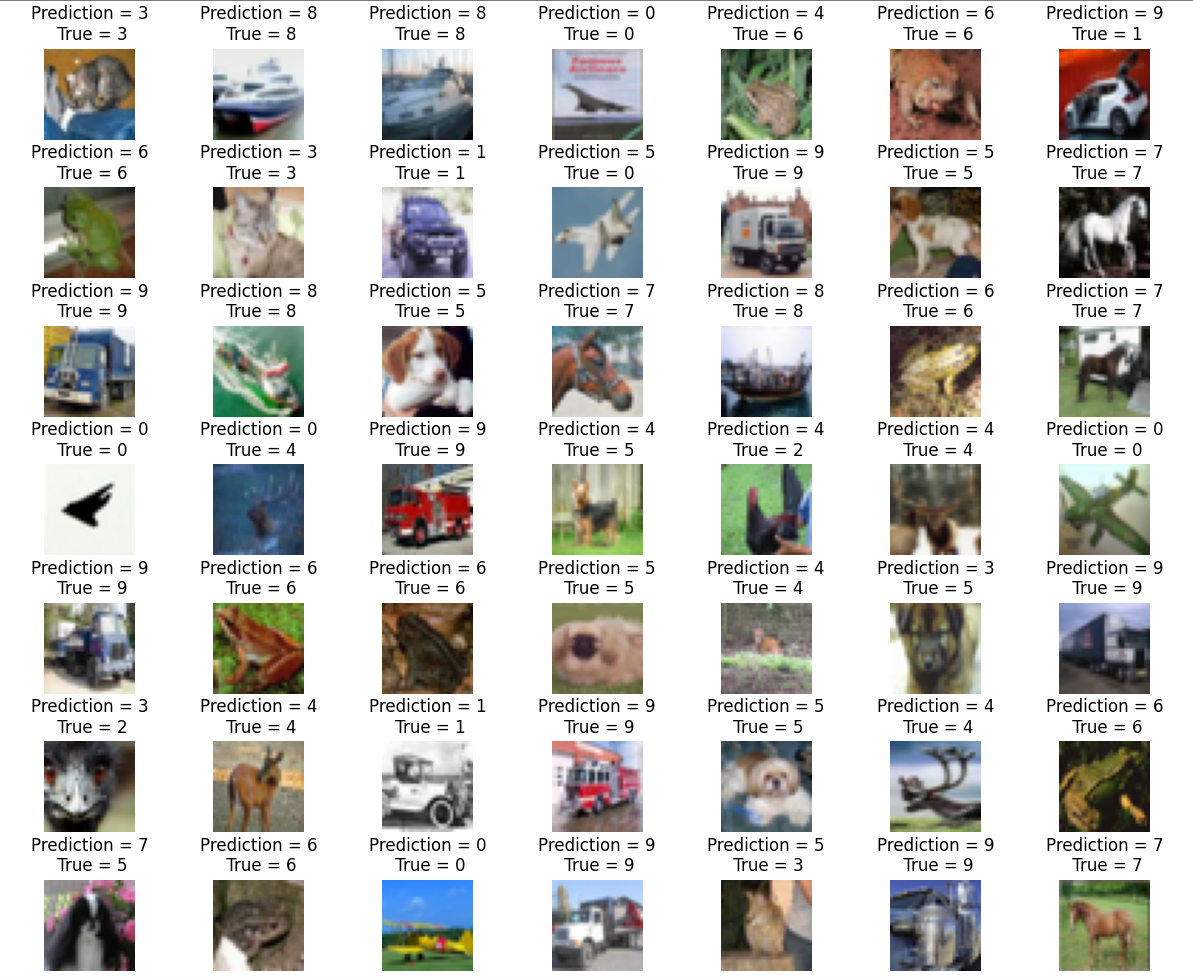 Prediction = 3 Prediction = 8 Prediction = 8 Prediction = 0 Prediction = 4 Prediction = 6 Prediction = 9
True = 3 True = 8 True = 8 True = 0 True = 6 True = 6 True = 1
Famous
Airliners
Prediction = 6 Prediction = 3 Prediction = 1 Prediction = 5 Prediction = 9 Prediction = 5 Prediction = 7
True = 6 True = 3 True = 1 True = 0 True = 9 True = 5 True = 7
Prediction = 9 Prediction = 8 Prediction = 5 Prediction = 7 Prediction = 8 Prediction = 6 Prediction = 7
True = 9 True = 8 True = 5 True = 7 True = 8 True = 6 True = 7
Prediction = 0 Prediction = 0 Prediction = 9 Prediction = 4 Prediction = 4 Prediction = 4 Prediction = 0
True = 0 True = 4 True = 9 True = 5 True = 2 True = 4 True = 0
Prediction = 9 Prediction = 6 Prediction = 6 Prediction = 5 Prediction = 4 Prediction = 3 Prediction = 9
True = 9 True = 6 True = 6 True = 5 True = 4 True = 5 True = 9
Prediction = 3 Prediction = 4 Prediction = 1 Prediction = 9 Prediction = 5 Prediction = 4 Prediction = 6
True = 2 True = 4 True = 1 True = 9 True = 5 True = 4 True = 6
Prediction = 7 Prediction = 6 Prediction = 0 Prediction = 9 Prediction = 5 Prediction = 9 Prediction = 7
True = 5 True = 6 True = 0 True = 9 True = 3 True = 9 True = 7